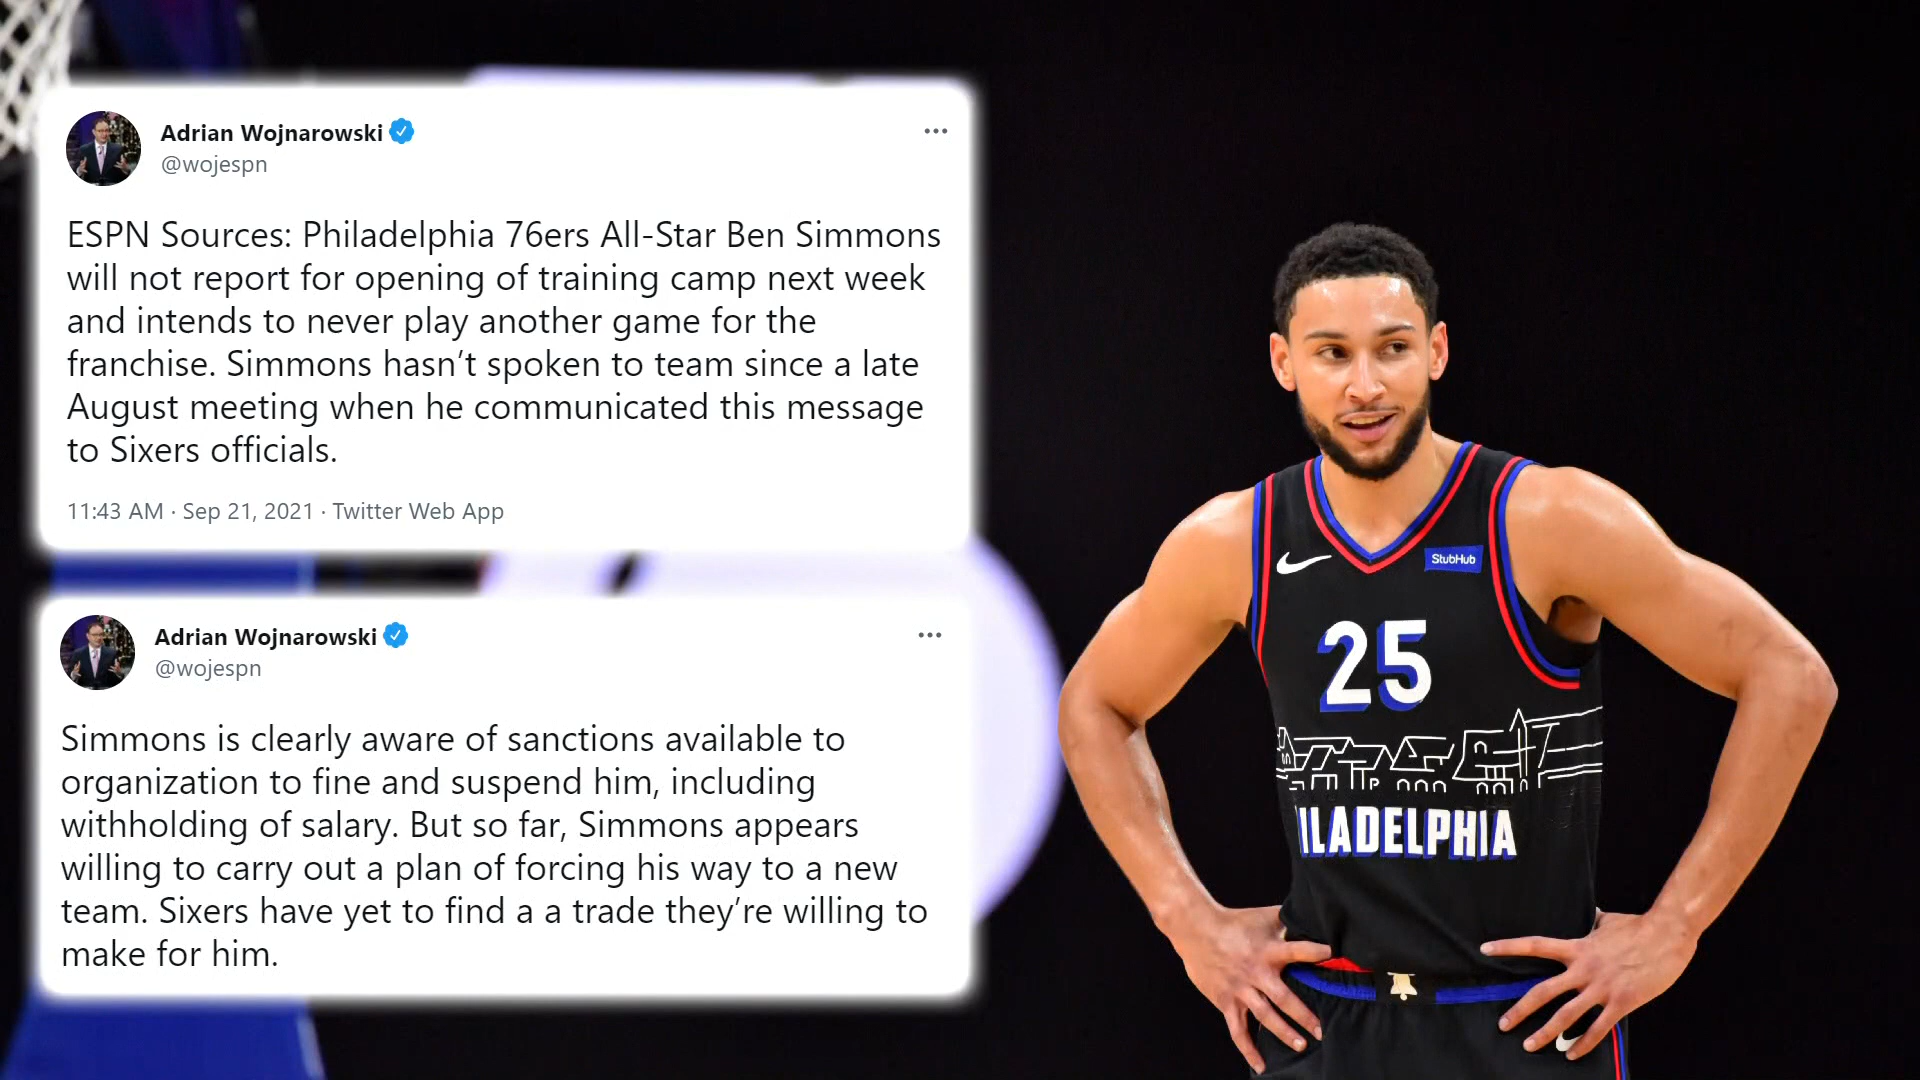 Adrian Wojnarowski
@wojespn
ESPN Sources: Philadelphia 76ers All-Star Ben Simmons
will not report for opening of training camp next week
and intends to never play another game for the
franchise. Simmons hasn’t spoken to team since a late
August meeting when he communicated this message
to Sixers officials.
11:43 AM · Sep 21, 2021 · Twitter Web App
Adrian Wojnarowski
@wojespn
Simmons is clearly aware of sanctions available to
organization to fine and suspend him, including
withholding of salary. But so far, Simmons appears
willing to carry out a plan of forcing his way to a new
team. Sixers have yet to find a a trade they’re willing to
make for him.
StubHub
25
ILADELPHIA